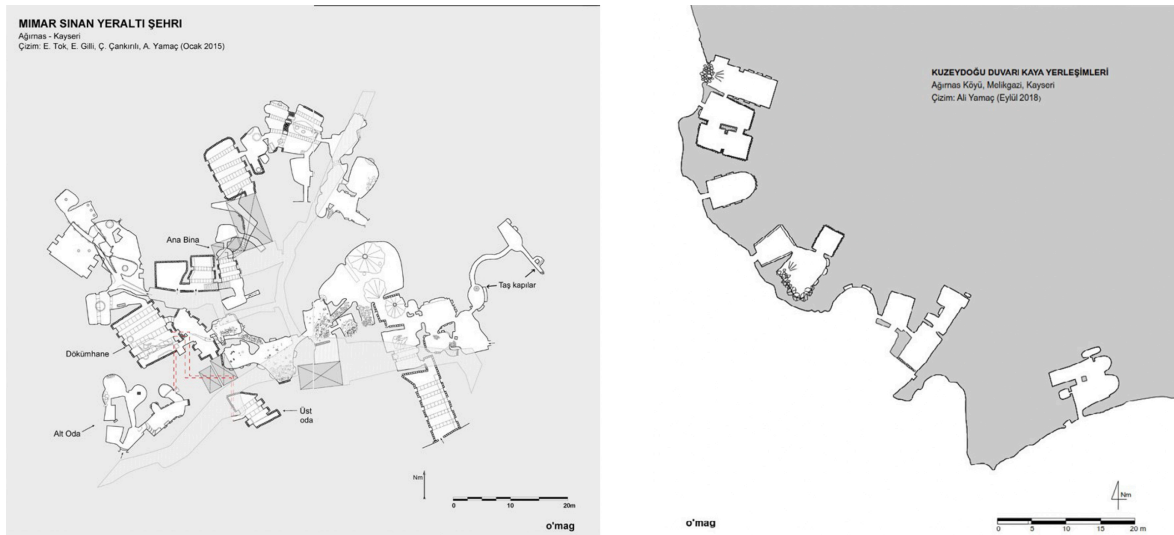 MIMAR SINAN YERALTI ŞEHRI
Ağırnas - Kayseri
Çizim: E. Tok, E. Gilli, Ç. Çankırılı, A. Yamaç (Ocak 2015)
Ana Bina
Taş kapılar
Dökümhane
Üst
oda
Alt Oda
Nm
0 10 20m
o'mag
KUZEYDOĞU DUVARI KAYA YERLEŞİMLERİ
Ağırnas Köyü, Melikgazi, Kayseri
Çizim: Ali Yamaç (Eylül 2018)
Nm
0 5 10 15 20 m
o'mag